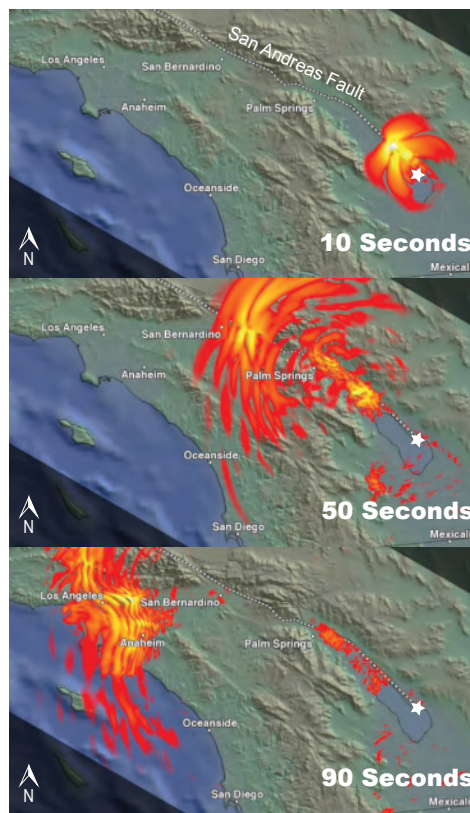 San Andreas Fault
Los Angeles
San Bernardino
Anaheim
Palm Springs
Oceanside
10 Seconds
N
San Diego
Mexicali
Los Angeles
San Bernardino
Anaheim
Palm Springs
Oceanside
50 Seconds
N
San Diego
Mexicali
Los Angeles
San Bernardino
Anaheim
Palm Springs
Oceanside
90 Seconds
N
San Diego
Mexicali